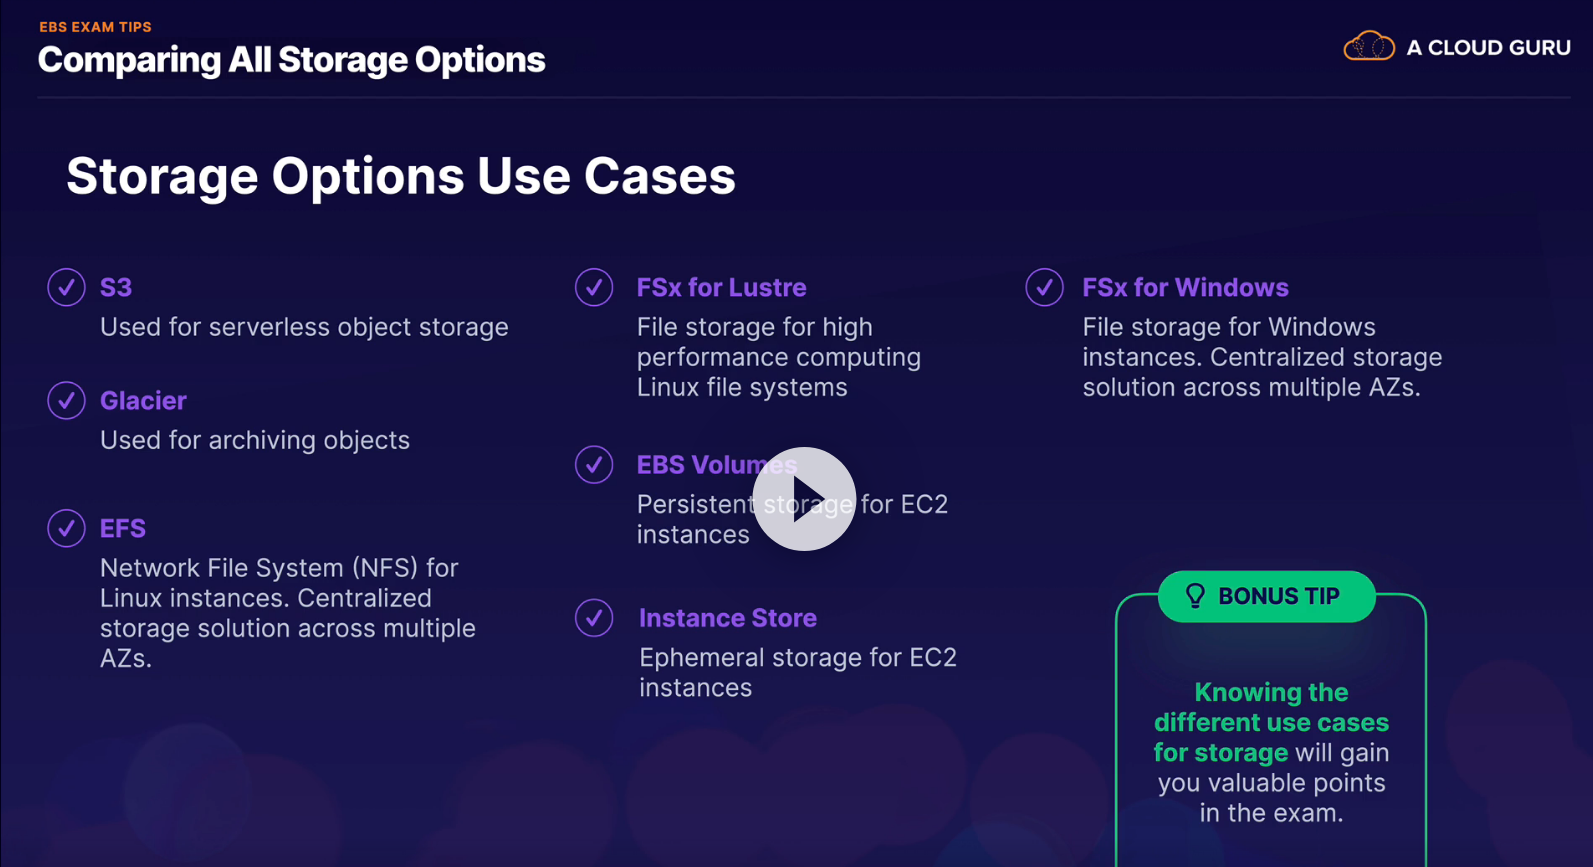 EBS EXAM TIPS
Comparing All Storage Options
A CLOUD GURU
Storage Options Use Cases
S3
Used for serverless object storage
Glacier
Used for archiving objects
EFS
Network File System (NFS) for
Linux instances. Centralized
storage solution across multiple
AZs.
FSx for Lustre
File storage for high
performance computing
Linux file systems
EBS Volumes
Persistent storage for EC2
instances
Instance Store
Ephemeral storage for EC2
instances
FSx for Windows
File storage for Windows
instances. Centralized storage
solution across multiple AZs.
BONUS TIP
Knowing the
different use cases
for storage will gain
you valuable points
in the exam.